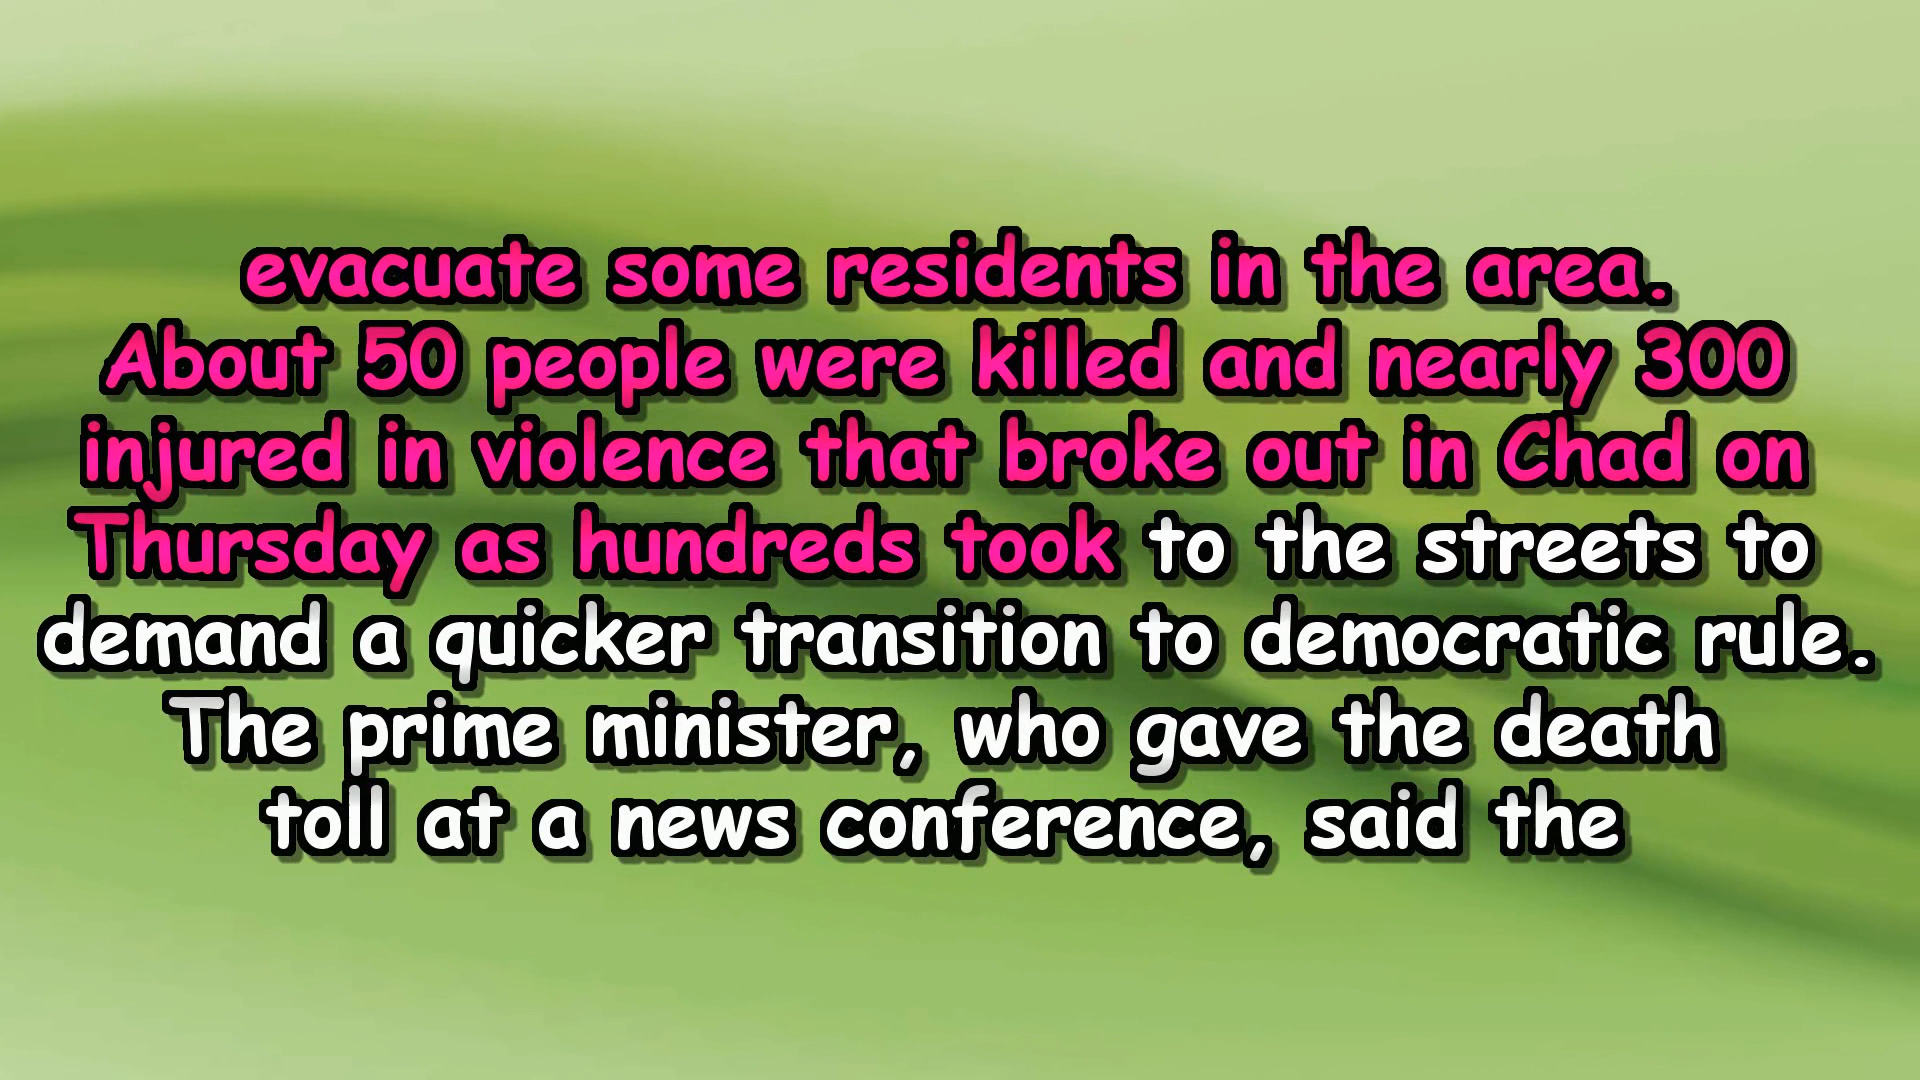 evacuate some residents in the area.
About 50 people were killed and nearly 300
injured in violence that broke out in Chad on
Thursday as hundreds took to the streets to
demand a quicker transition to democratic rule.
The prime minister, who gave the death
toll at a news conference, said the